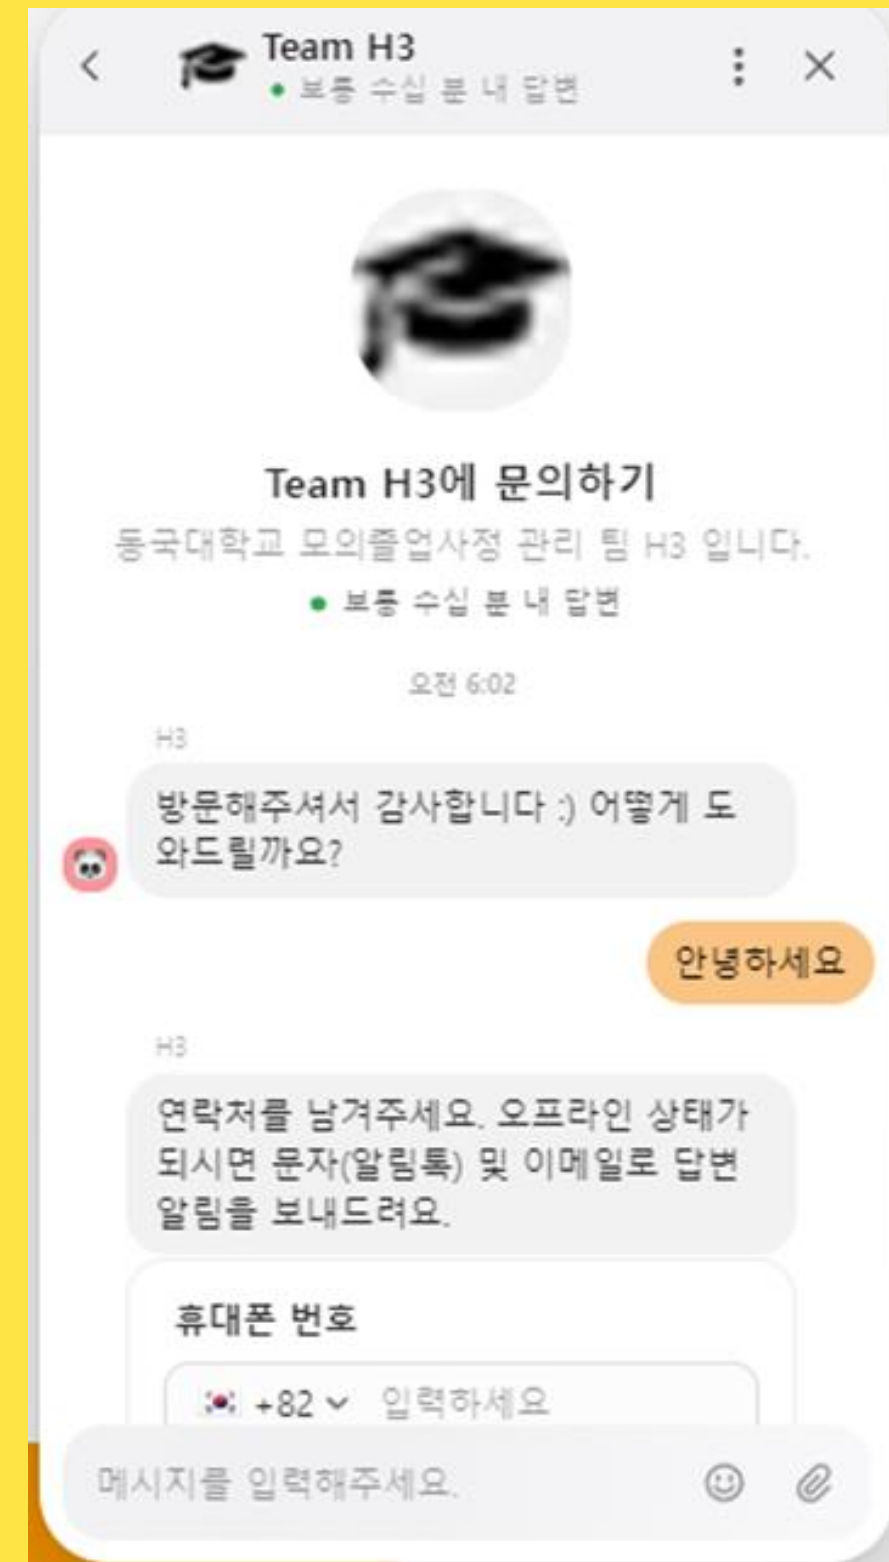 Team H3
보통 수십 분 내 답변
Team H3에 문의하기
동국대학교 모의졸업사정 관리 팀 H3 입니다.
보통 수십 분 내 답변
오전 6:02
H3
방문해주셔서 감사합니다 :) 어떻게 도
와드릴까요?
안녕하세요
H3
연락처를 남겨주세요. 오프라인 상태가
되시면 문자(알림톡) 및 이메일로 답변
알림을 보내드려요.
휴대폰 번호
+82 입력하세요
메시지를 입력해주세요.